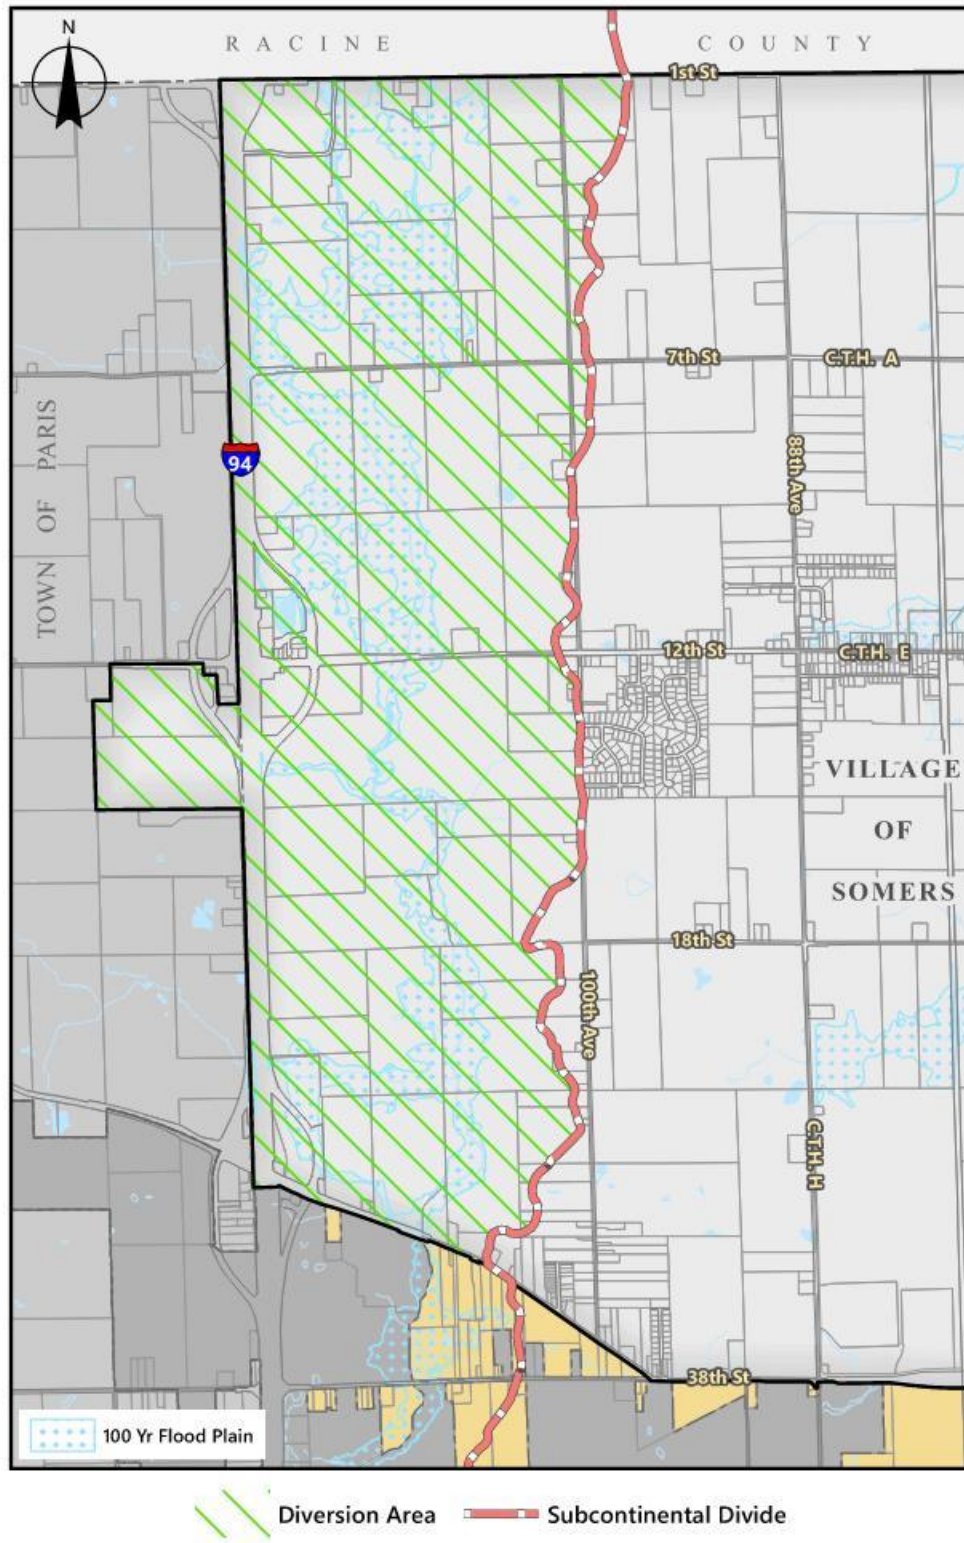 N
RACINE COUNTY
1st St
7th St
C.T.H. A
TOWN OF PARIS
88th Ave
94
12th St
C.T.H. E
VILLAGE
OF
SOMERS
18th St
100th Ave
C.T.H. H
38th St
100 Yr Flood Plain
Diversion Area
Subcontinental Divide